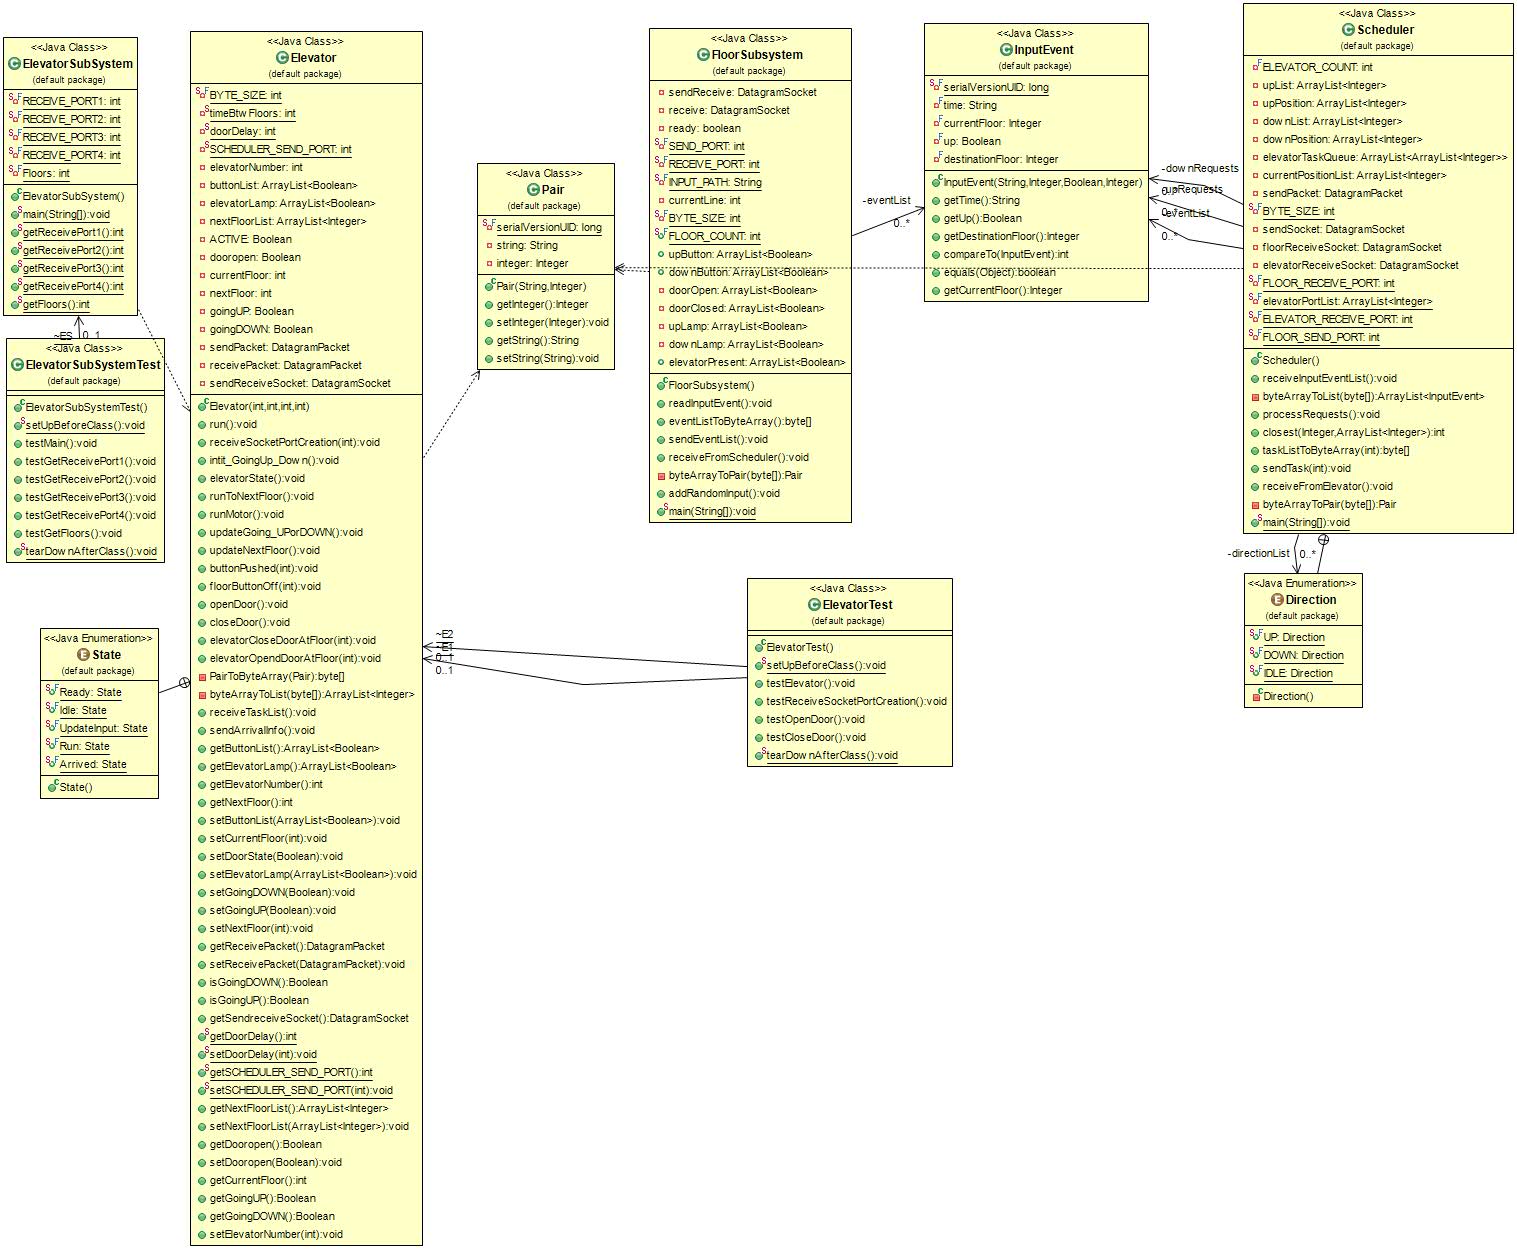 <<Java Class>>
ElevatorSubSystem
(default package)
RECEIVE_PORT1: int
RECEIVE_PORT2: int
RECEIVE_PORT3: int
RECEIVE_PORT4: int
Floors: int
ElevatorSubSystem()
main(String[]):void
getReceivePort1():int
getReceivePort2():int
getReceivePort3():int
getReceivePort4():int
getFloors():int
~ES 0..1
<<Java Class>>
ElevatorSubSystemTest
(default package)
ElevatorSubSystemTest()
setUpBeforeClass():void
testMain():void
testGetReceivePort1():void
testGetReceivePort2():void
testGetReceivePort3():void
testGetReceivePort4():void
testGetFloors():void
tearDownAfterClass():void
<<Java Enumeration>>
State
(default package)
Ready: State
Idle: State
UpdateInput: State
Run: State
Arrived: State
State()
<<Java Class>>
Elevator
(default package)
BYTE_SIZE: int
timeBtwFloors: int
doorDelay: int
SCHEDULER_SEND_PORT: int
elevatorNumber: int
buttonList: ArrayList<Boolean>
elevatorLamp: ArrayList<Boolean>
nextFloorList: ArrayList<Integer>
ACTIVE: Boolean
dooropen: Boolean
currentFloor: int
nextFloor: int
goingUP: Boolean
goingDOWN: Boolean
sendPacket: DatagramPacket
receivePacket: DatagramPacket
sendReceiveSocket: DatagramSocket
Elevator(int,int,int,int)
run():void
receiveSocketPortCreation(int):void
intit_GoingUp_Down():void
elevatorState():void
runToNextFloor():void
runMotor():void
updateGoing_UPorDOWN():void
updateNextFloor():void
buttonPushed(int):void
floorButtonOff(int):void
openDoor():void
closeDoor():void
elevatorCloseDoorAtFloor(int):void
elevatorOpendDoorAtFloor(int):void
PairToByteArray(Pair):byte[]
byteArrayToList(byte[]):ArrayList<Integer>
receiveTaskList():void
sendArrivalInfo():void
getButtonList():ArrayList<Boolean>
getElevatorLamp():ArrayList<Boolean>
getElevatorNumber():int
getNextFloor():int
setButtonList(ArrayList<Boolean>):void
setCurrentFloor(int):void
setDoorState(Boolean):void
setElevatorLamp(ArrayList<Boolean>):void
setGoingDOWN(Boolean):void
setGoingUP(Boolean):void
setNextFloor(int):void
getReceivePacket():DatagramPacket
setReceivePacket(DatagramPacket):void
isGoingDOWN():Boolean
isGoingUP():Boolean
getSendreceiveSocket():DatagramSocket
getDoorDelay():int
setDoorDelay(int):void
getSCHEDULER_SEND_PORT():int
setSCHEDULER_SEND_PORT(int):void
getNextFloorList():ArrayList<Integer>
setNextFloorList(ArrayList<Integer>):void
getDooropen():Boolean
setDooropen(Boolean):void
getCurrentFloor():int
getGoingUP():Boolean
getGoingDOWN():Boolean
setElevatorNumber(int):void
<<Java Class>>
Pair
(default package)
serialVersionUID: long
string: String
integer: Integer
Pair(String,Integer)
getInteger():Integer
setInteger(Integer):void
getString():String
setString(String):void
<<Java Class>>
FloorSubsystem
(default package)
sendReceive: DatagramSocket
receive: DatagramSocket
ready: boolean
SEND_PORT: int
RECEIVE_PORT: int
INPUT_PATH: String
currentLine: int
BYTE_SIZE: int
FLOOR_COUNT: int
upButton: ArrayList<Boolean>
downButton: ArrayList<Boolean>
doorOpen: ArrayList<Boolean>
doorClosed: ArrayList<Boolean>
upLamp: ArrayList<Boolean>
downLamp: ArrayList<Boolean>
elevatorPresent: ArrayList<Boolean>
FloorSubsystem()
readInputEvent():void
eventListToByteArray():byte[]
sendEventList():void
receiveFromScheduler():void
byteArrayToPair(byte[]):Pair
addRandomInput():void
main(String[]):void
-eventList
0..*
<<Java Class>>
InputEvent
(default package)
serialVersionUID: long
time: String
currentFloor: Integer
up: Boolean
destinationFloor: Integer
InputEvent(String,Integer,Boolean,Integer)
getTime():String
getUp():Boolean
getDestinationFloor():Integer
compareTo(InputEvent):int
equals(Object):boolean
getCurrentFloor():Integer
-downRequests
-upRequests
-eventList
0..*
<<Java Class>>
Scheduler
(default package)
ELEVATOR_COUNT: int
upList: ArrayList<Integer>
upPosition: ArrayList<Integer>
downList: ArrayList<Integer>
downPosition: ArrayList<Integer>
elevatorTaskQueue: ArrayList<ArrayList<Integer>>
currentPositionList: ArrayList<Integer>
sendPacket: DatagramPacket
BYTE_SIZE: int
sendSocket: DatagramSocket
floorReceiveSocket: DatagramSocket
elevatorReceiveSocket: DatagramSocket
FLOOR_RECEIVE_PORT: int
elevatorPortList: ArrayList<Integer>
ELEVATOR_RECEIVE_PORT: int
FLOOR_SEND_PORT: int
Scheduler()
receiveInputEventList():void
byteArrayToList(byte[]):ArrayList<InputEvent>
processRequests():void
closest(Integer,ArrayList<Integer>):int
taskListToByteArray(int):byte[]
sendTask(int):void
receiveFromElevator():void
byteArrayToPair(byte[]):Pair
main(String[]):void
-directionList 0..*
<<Java Enumeration>>
Direction
(default package)
UP: Direction
DOWN: Direction
IDLE: Direction
Direction()
~E2
~E1
0..1
0..1
<<Java Class>>
ElevatorTest
(default package)
ElevatorTest()
setUpBeforeClass():void
testElevator():void
testReceiveSocketPortCreation():void
testOpenDoor():void
testCloseDoor():void
tearDownAfterClass():void